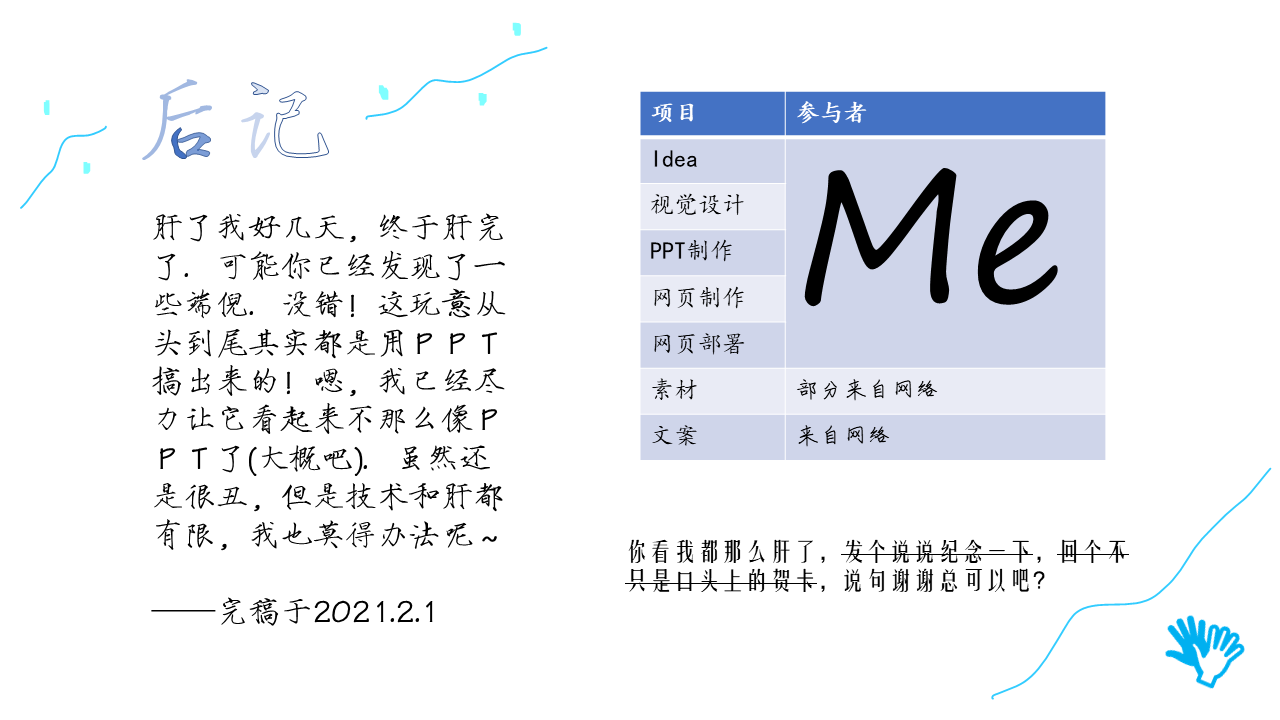 后记
肝了我好几天，终于肝完
了． 可能你已经发现了一
些端倪． 没错！这玩意从
头到尾其实都是用ＰＰＴ
搞出来的！嗯，我已经尽
力让它看起来不那么像Ｐ
ＰＴ了(大概吧)． 虽然还
是很丑，但是技术和肝都
有限，我也莫得办法呢~
——完稿于2021.2.1
项目 参与者
Idea
Me
视觉设计
PPT制作
网页制作
网页部署
素材 部分来自网络
文案 来自网络
你看我都那么肝了，发个说说纪念一下，回个不
只是口头上的贺卡，说句谢谢总可以吧?